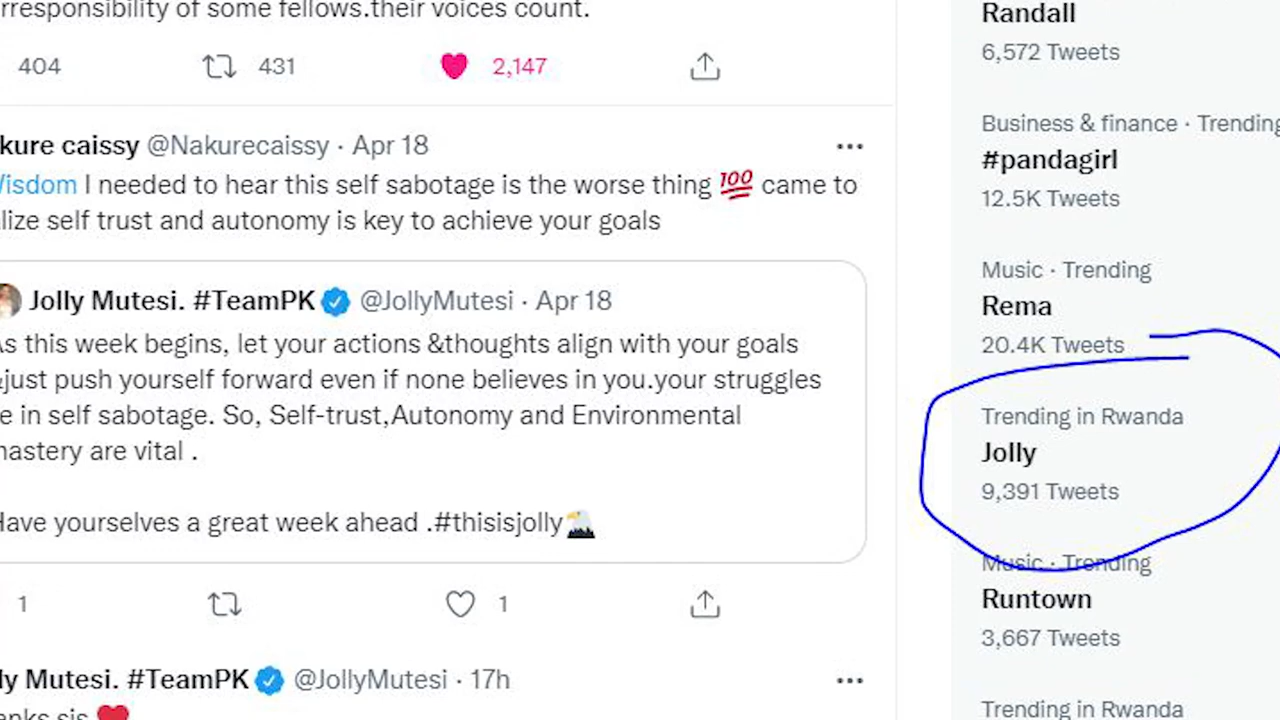 rresponsibility of some fellows.their voices count.
404 431 2,147
kure caissy @Nakurecaissy · Apr 18
Wisdom I needed to hear this self sabotage is the worse thing 💯 came to
lize self trust and autonomy is key to achieve your goals
Jolly Mutesi. #TeamPK @JollyMutesi · Apr 18
As this week begins, let your actions &thoughts align with your goals
&just push yourself forward even if none believes in you.your struggles
e in self sabotage. So, Self-trust,Autonomy and Environmental
mastery are vital .
Have yourselves a great week ahead .#thisisjolly🦅
1 1
ly Mutesi. #TeamPK @JollyMutesi · 17h
anks sis ❤️
Randall
6,572 Tweets
Business & finance · Trending
#pandagirl
12.5K Tweets
Music · Trending
Rema
20.4K Tweets
Trending in Rwanda
Jolly
9,391 Tweets
Music · Trending
Runtown
3,667 Tweets
Trending in Rwanda